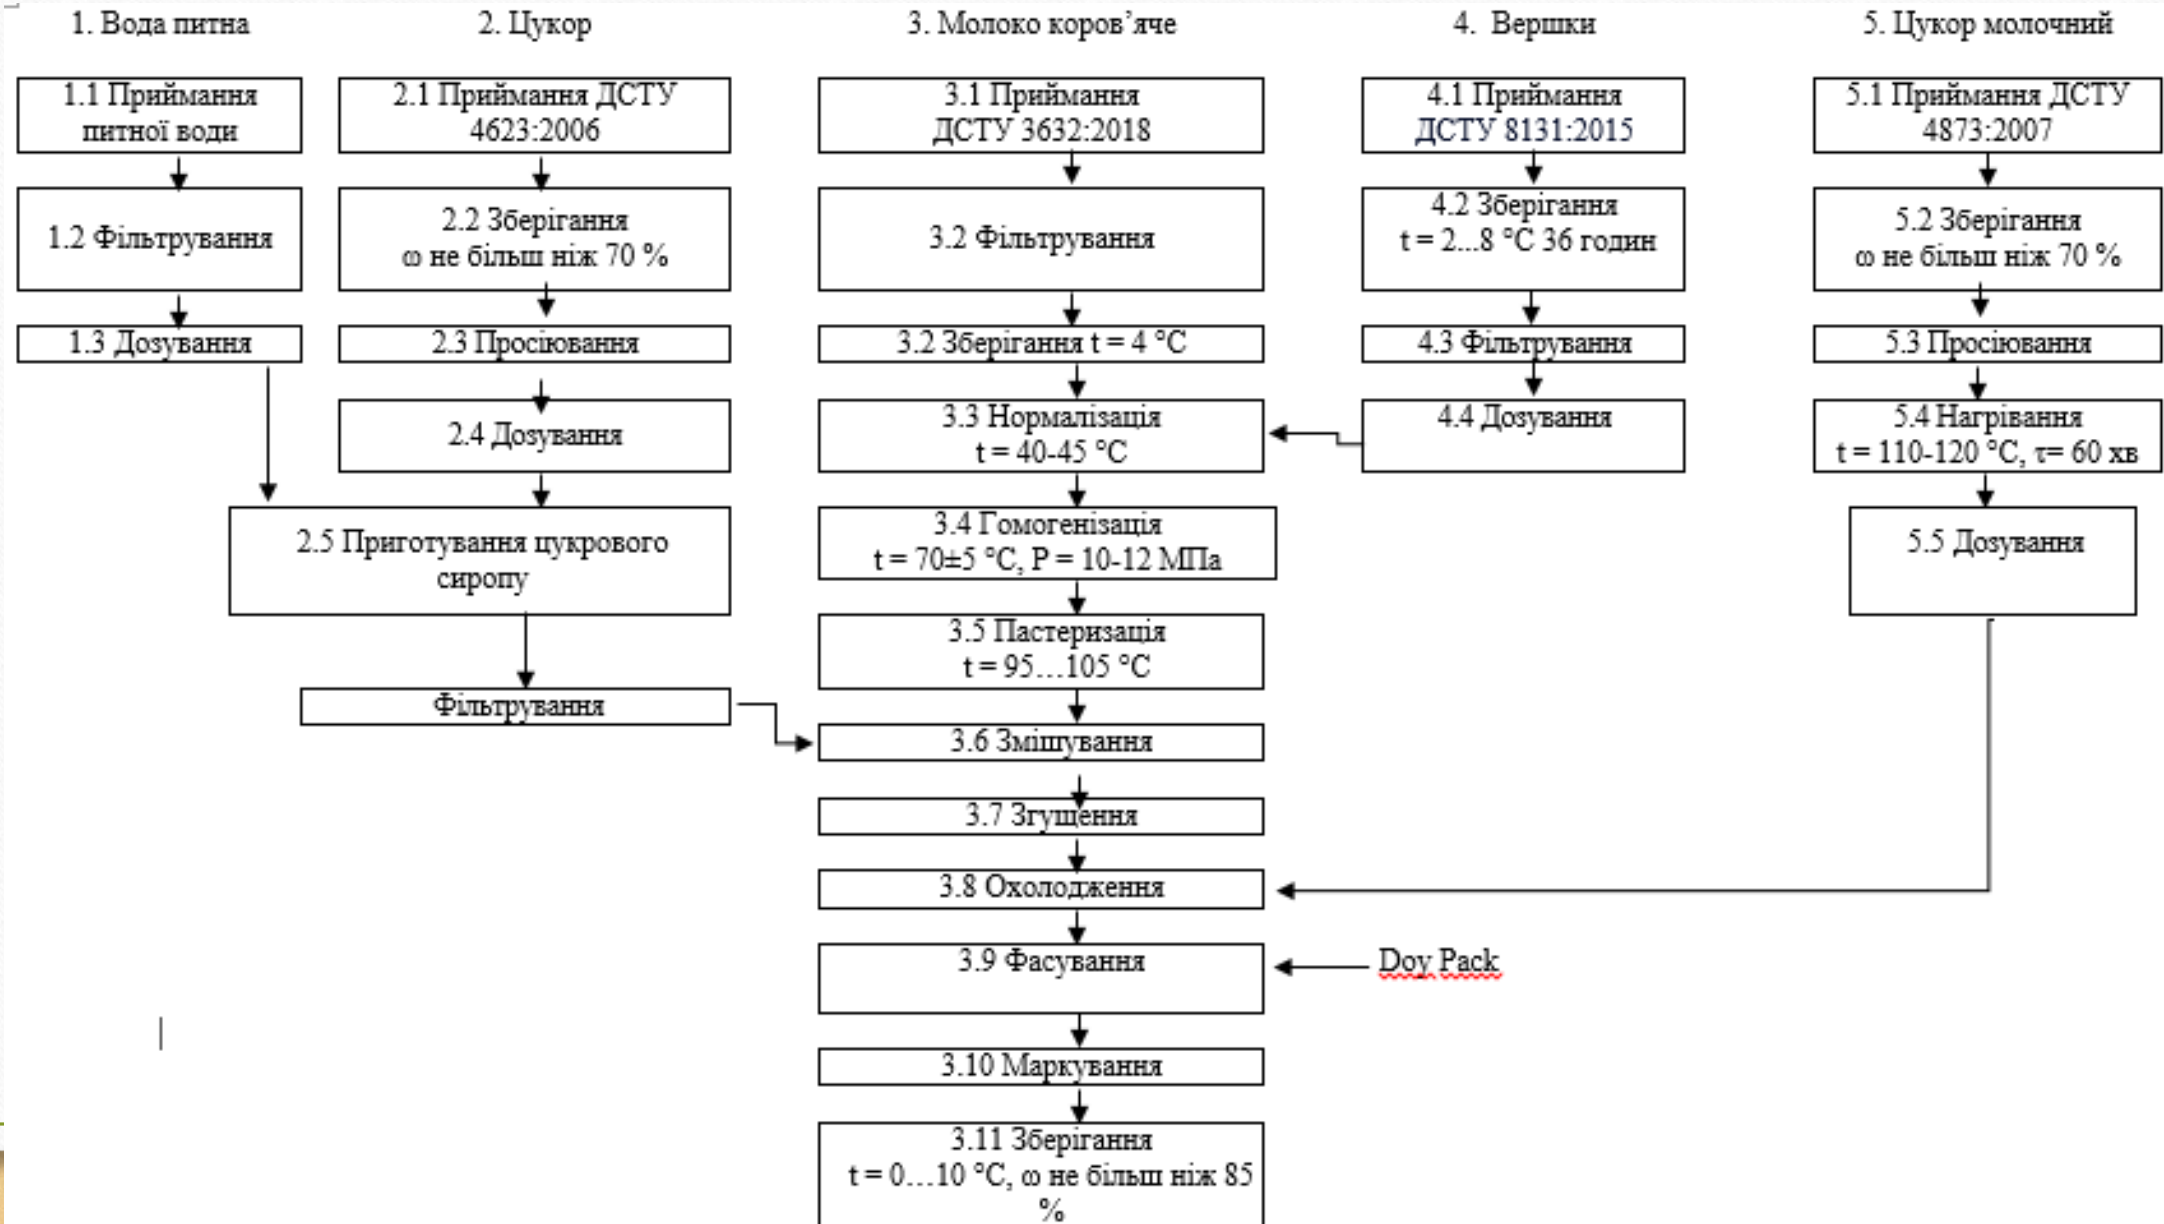 1. Вода питна
2. Цукор
3. Молоко коров’яче
4. Вершки
5. Цукор молочний
1.1 Приймання
питної води
2.1 Приймання ДСТУ
4623:2006
3.1 Приймання
ДСТУ 3632:2018
4.1 Приймання
ДСТУ 8131:2015
5.1 Приймання ДСТУ
4873:2007
1.2 Фільтрування
2.2 Зберігання
ω не більш ніж 70 %
3.2 Фільтрування
4.2 Зберігання
t = 2...8 °С 36 годин
5.2 Зберігання
ω не більш ніж 70 %
1.3 Дозування
2.3 Просіювання
3.2 Зберігання t = 4 °С
4.3 Фільтрування
5.3 Просіювання
2.4 Дозування
3.3 Нормалізація
t = 40-45 °С
4.4 Дозування
5.4 Нагрівання
t = 110-120 °С, τ= 60 хв
2.5 Приготування цукрового
сиропу
3.4 Гомогенізація
t = 70±5 °С, Р = 10-12 МПа
5.5 Дозування
3.5 Пастеризація
t = 95…105 °С
Фільтрування
3.6 Змішування
3.7 Згущення
3.8 Охолодження
3.9 Фасування
Doy Pack
3.10 Маркування
3.11 Зберігання
t = 0…10 °С, ω не більш ніж 85
%